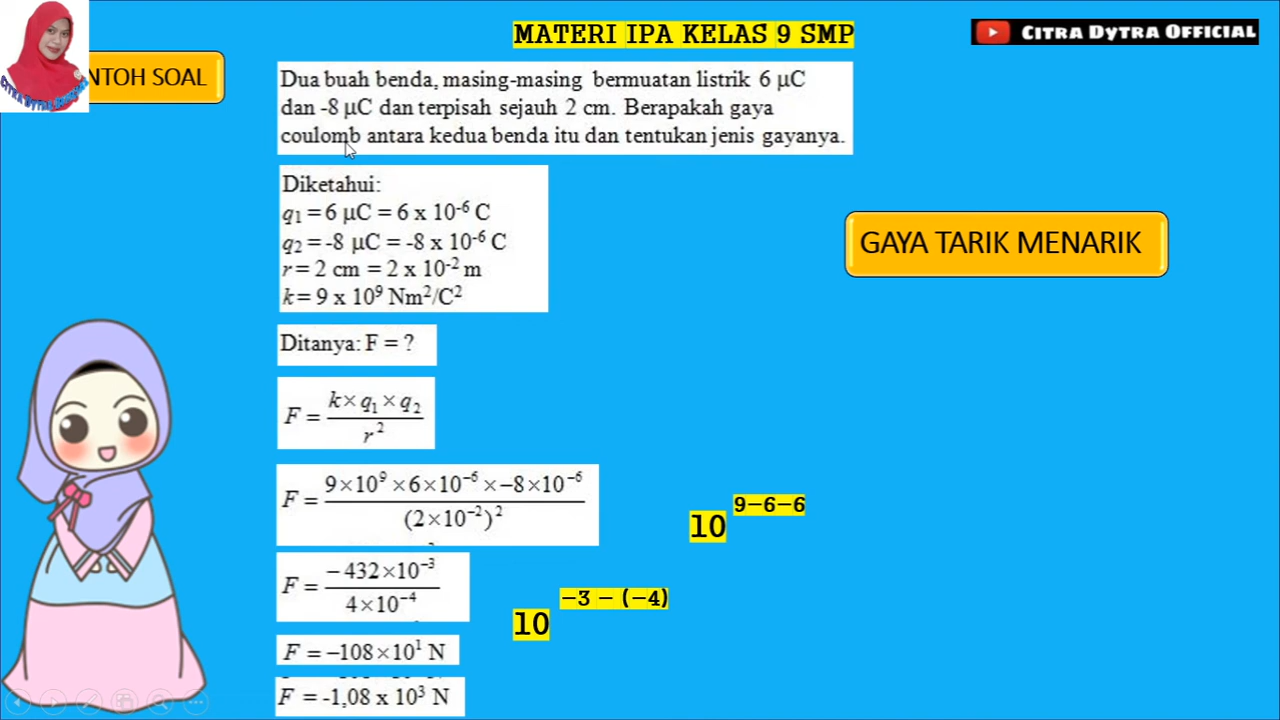 MATERI IPA KELAS 9 SMP
CITRA DYTRA OFFICIAL
NTOH SOAL
Dua buah benda, masing-masing bermuatan listrik 6 μC
dan -8 μC dan terpisah sejauh 2 cm. Berapakah gaya
coulomb antara kedua benda itu dan tentukan jenis gayanya.
Diketahui:
q₁ = 6 μC = 6 x 10⁻⁶ C
q₂ = -8 μC = -8 x 10⁻⁶ C
r = 2 cm = 2 x 10⁻² m
k = 9 x 10⁹ Nm²/C²
GAYA TARIK MENARIK
Ditanya: F = ?
F = (k × q₁ × q₂) / r²
F = (9×10⁹ ×6×10⁻⁶ ×−8×10⁻⁶) / (2×10⁻²)²
10⁹⁻⁶⁻⁶
F = (−432×10⁻³) / (4×10⁻⁴)
10⁻³ ⁻ ⁽⁻⁴⁾
F = −108×10¹ N
F = -1,08 x 10³ N